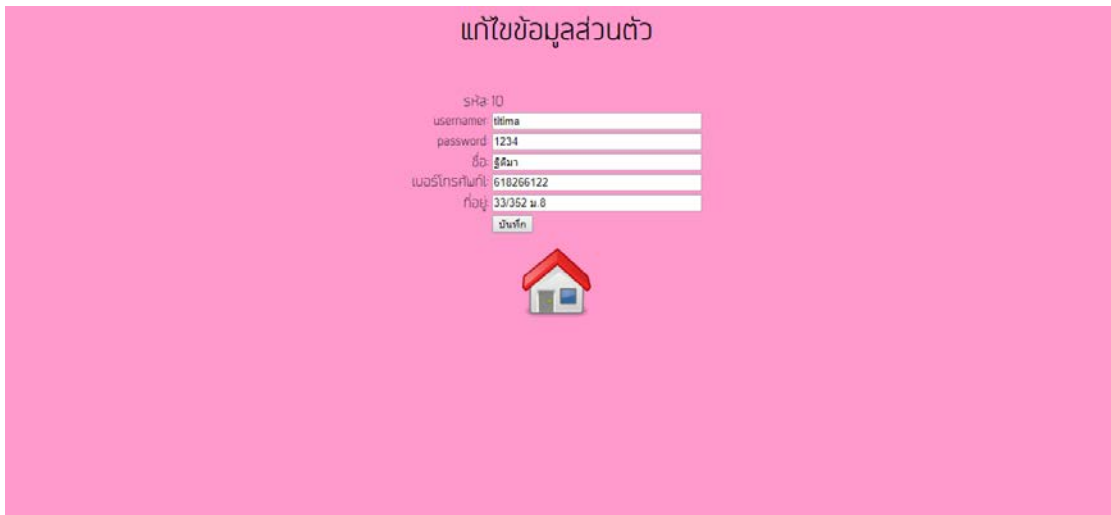 แก้ไขข้อมูลส่วนตัว
รหัส: 10
usernamer: titima
password: 1234
ชื่อ: ฐิติมา
เบอร์โทรศัพท์ใ: 618266122
ที่อยู่: 33/352 ม.8
บันทึก